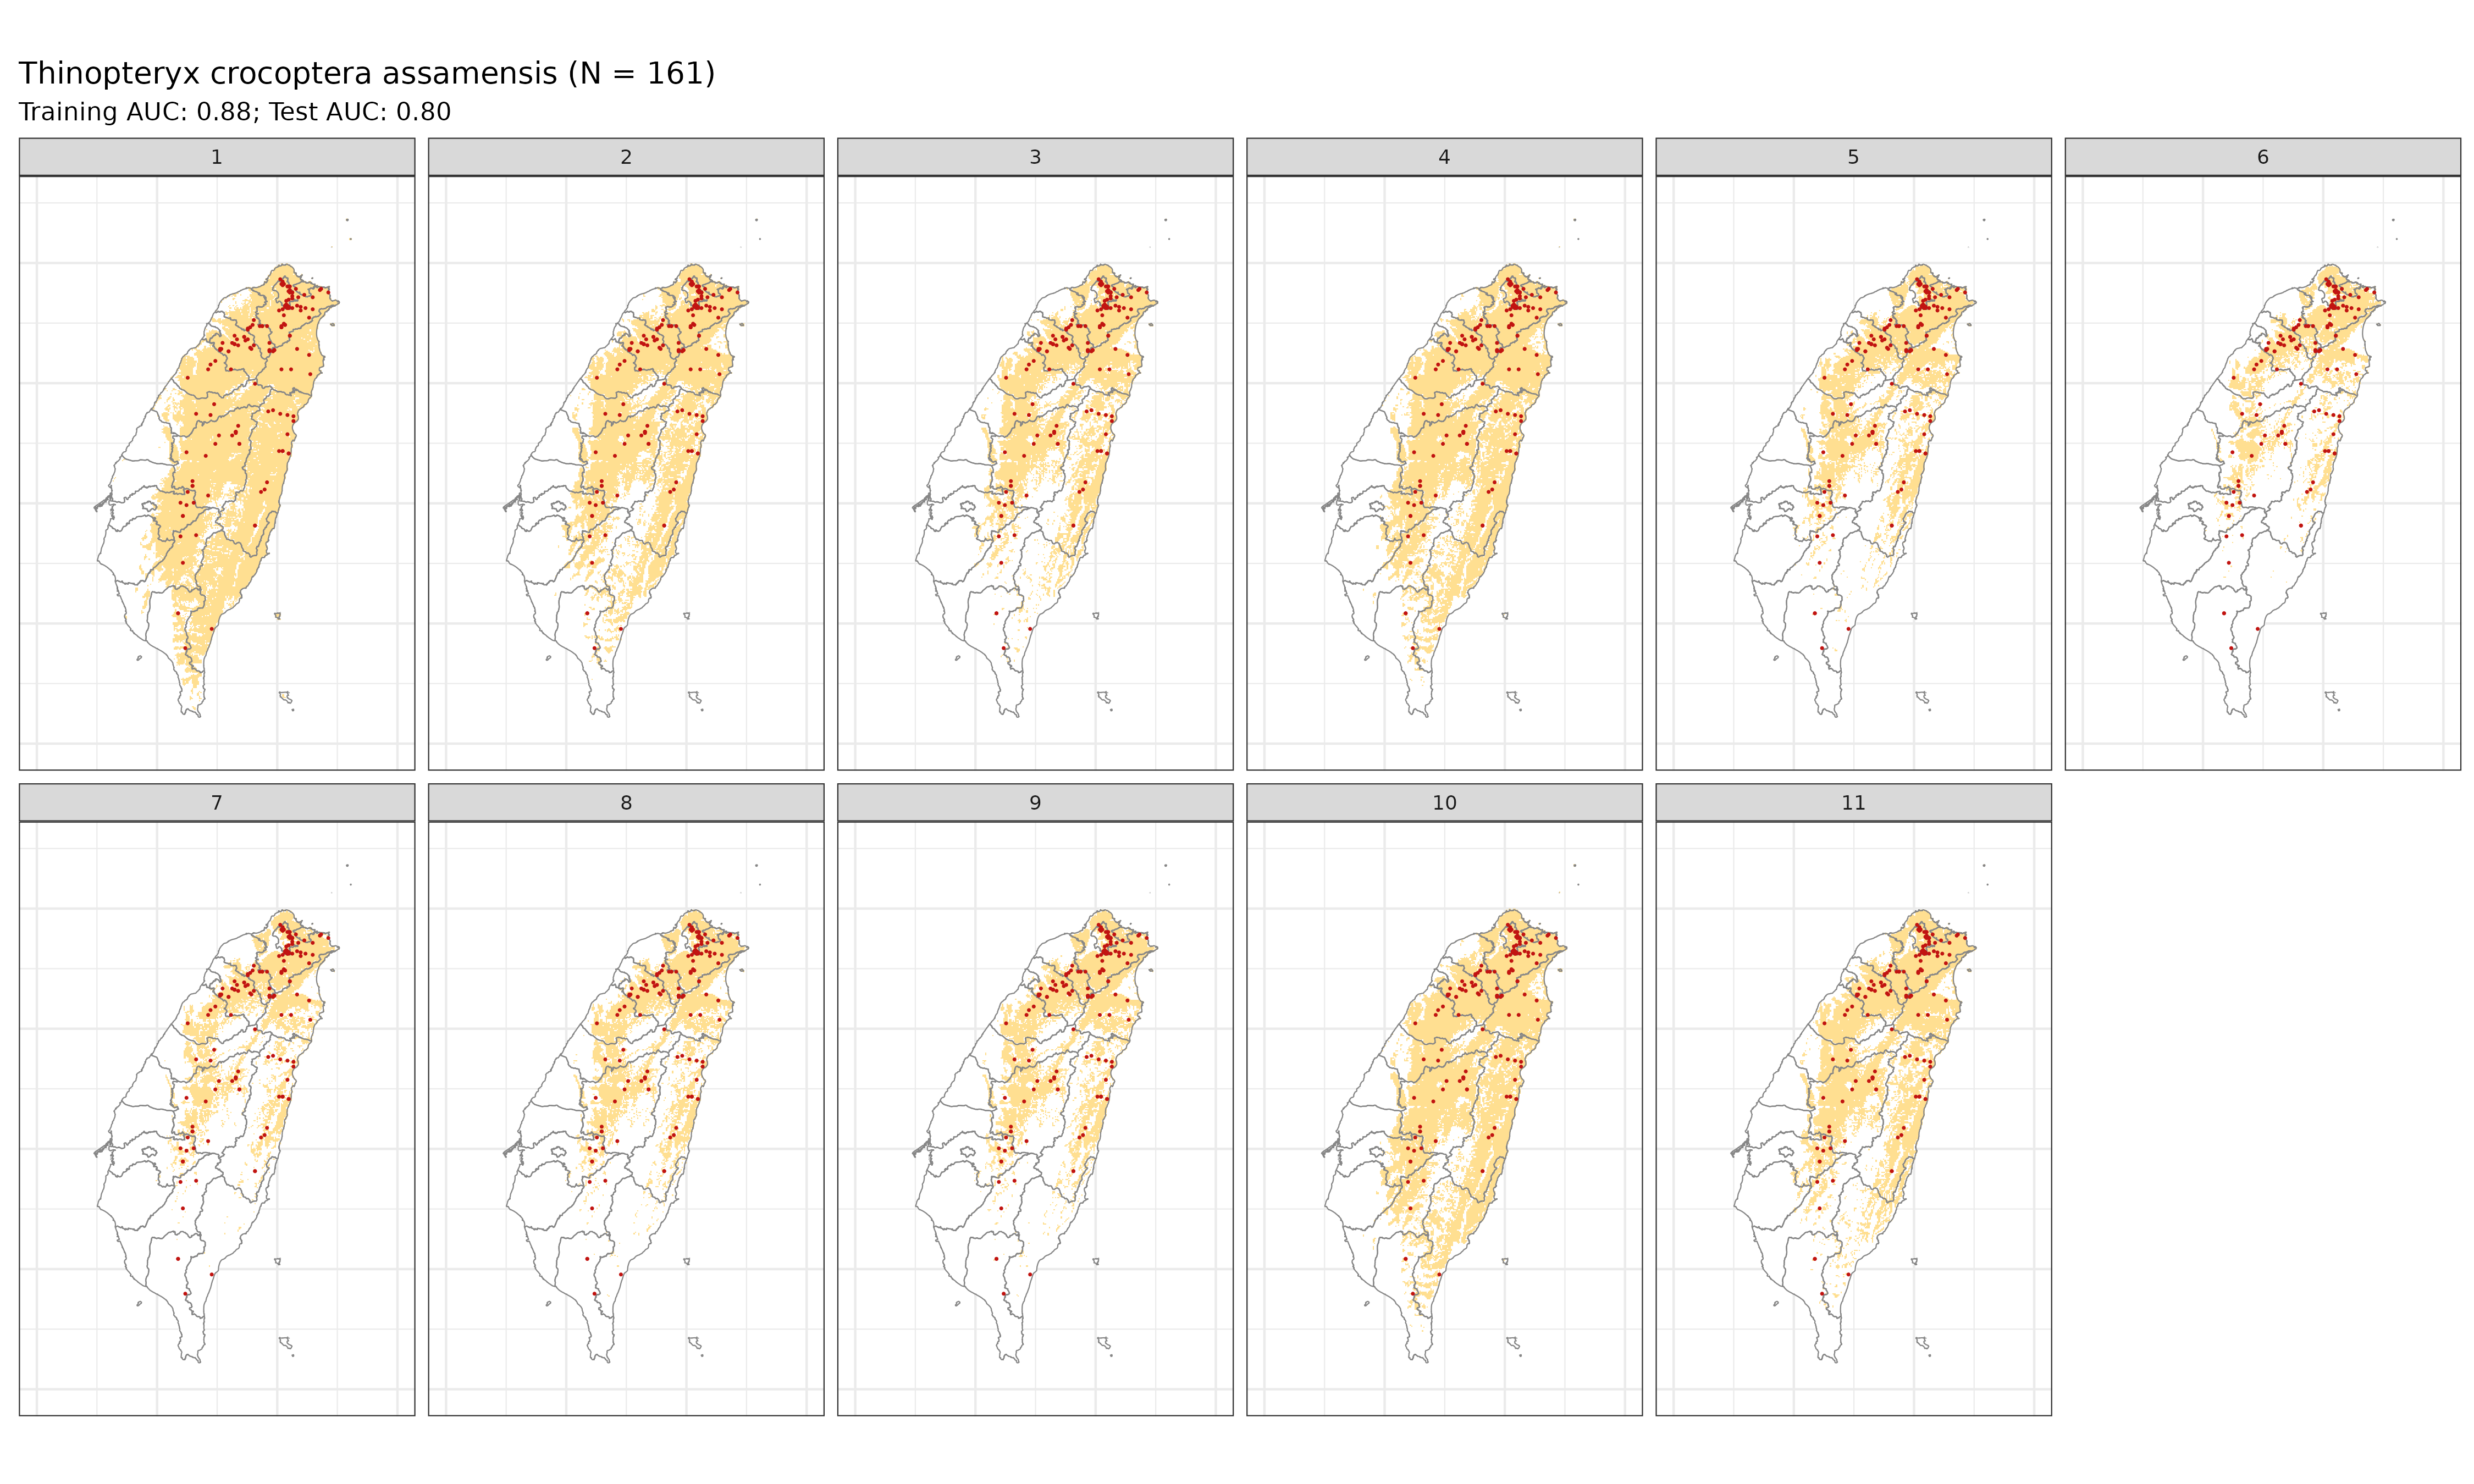 Thinopteryx crocoptera assamensis (N = 161)
Training AUC: 0.88; Test AUC: 0.80
1 2 3 4 5 6
7 8 9 10 11